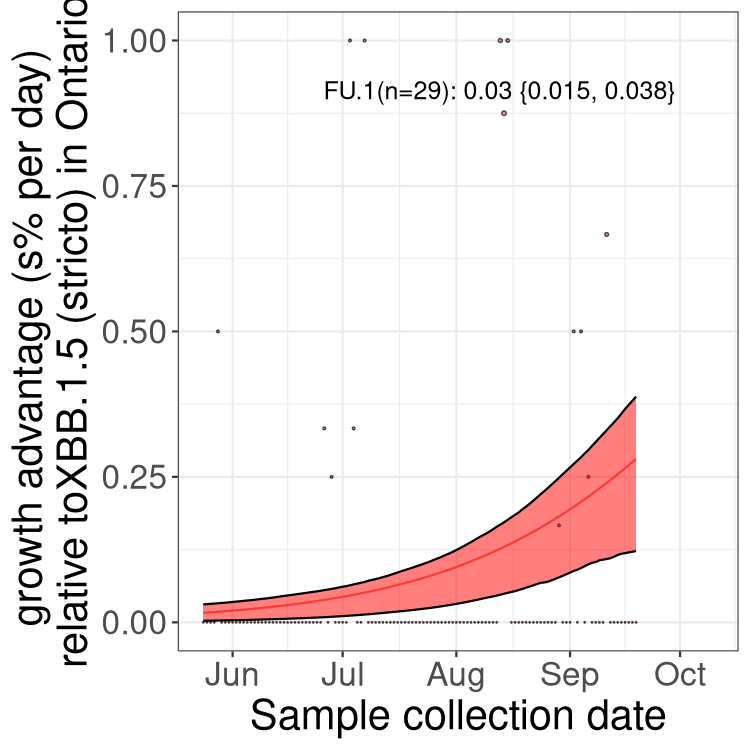 growth advantage (s% per day)
relative toXBB.1.5 (stricto) in Ontario
1.00
0.75
0.50
0.25
0.00
FU.1(n=29): 0.03 {0.015, 0.038}
Jun Jul Aug Sep Oct
Sample collection date